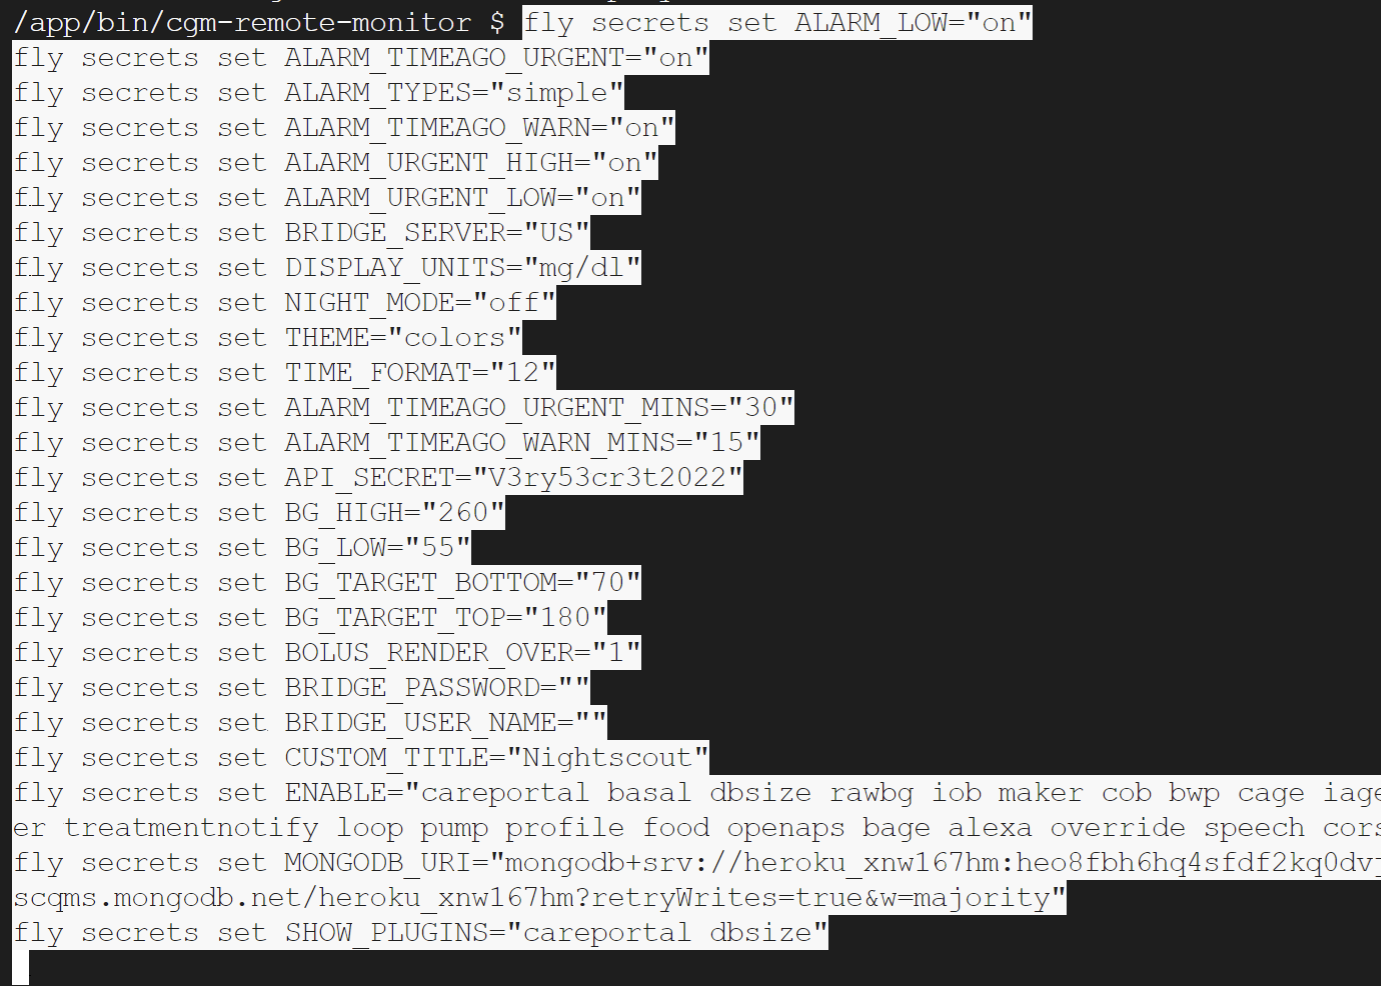 /app/bin/cgm-remote-monitor $ fly secrets set ALARM_LOW="on"
fly secrets set ALARM_TIMEAGO_URGENT="on"
fly secrets set ALARM_TYPES="simple"
fly secrets set ALARM_TIMEAGO_WARN="on"
fly secrets set ALARM_URGENT_HIGH="on"
fly secrets set ALARM_URGENT_LOW="on"
fly secrets set BRIDGE_SERVER="US"
fly secrets set DISPLAY_UNITS="mg/dl"
fly secrets set NIGHT_MODE="off"
fly secrets set THEME="colors"
fly secrets set TIME_FORMAT="12"
fly secrets set ALARM_TIMEAGO_URGENT_MINS="30"
fly secrets set ALARM_TIMEAGO_WARN_MINS="15"
fly secrets set API_SECRET="V3ry53cr3t2022"
fly secrets set BG_HIGH="260"
fly secrets set BG_LOW="55"
fly secrets set BG_TARGET_BOTTOM="70"
fly secrets set BG_TARGET_TOP="180"
fly secrets set BOLUS_RENDER_OVER="1"
fly secrets set BRIDGE_PASSWORD=""
fly secrets set BRIDGE_USER_NAME=""
fly secrets set CUSTOM_TITLE="Nightscout"
fly secrets set ENABLE="careportal basal dbsize rawbg iob maker cob bwp cage iage
er treatmentnotify loop pump profile food openaps bage alexa override speech cors
fly secrets set MONGODB_URI="mongodb+srv://heroku_xnw167hm:heo8fbh6hq4sfdf2kq0dv
scqms.mongodb.net/heroku_xnw167hm?retryWrites=true&w=majority"
fly secrets set SHOW_PLUGINS="careportal dbsize"